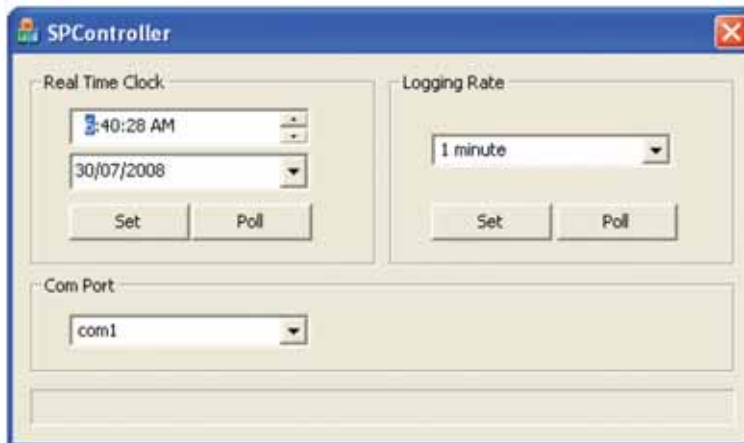 SPController
Real Time Clock
:40:28 AM
30/07/2008
Set Poll
Logging Rate
1 minute
Set Poll
Com Port
com1